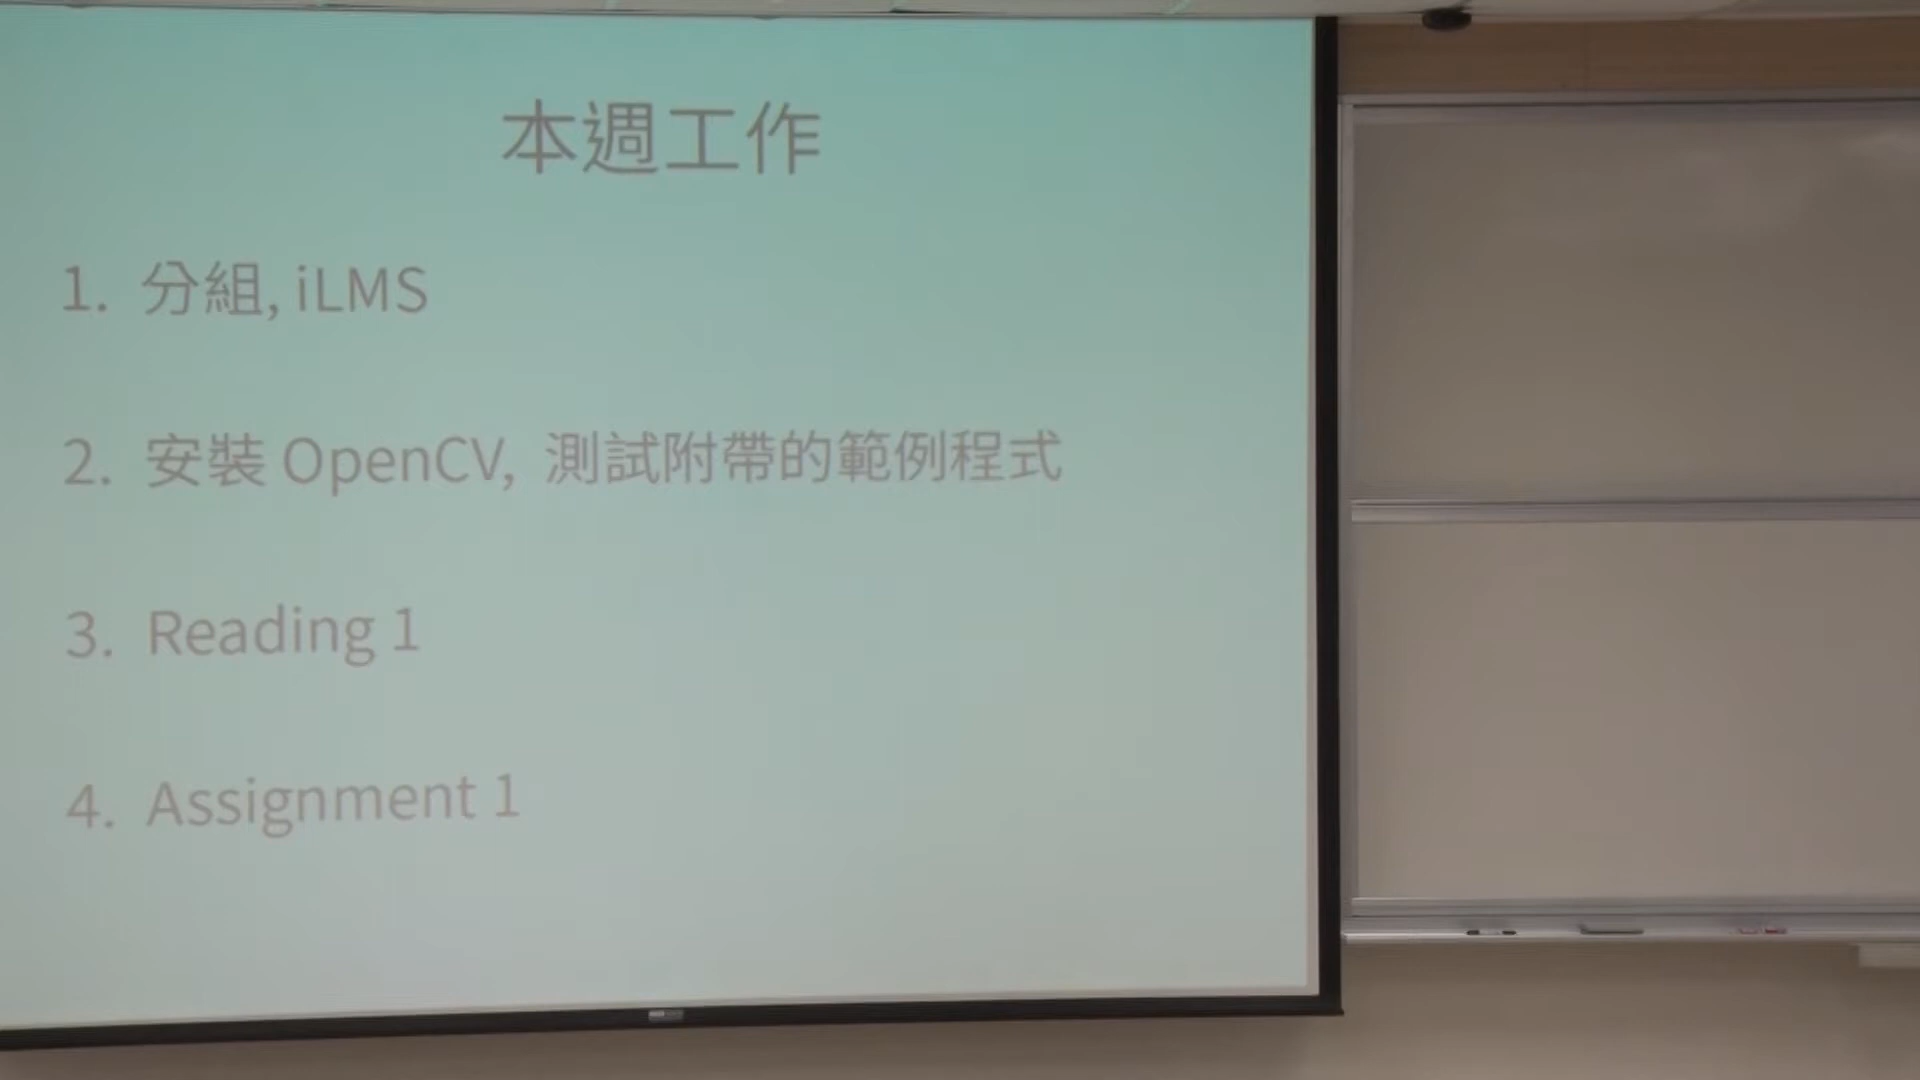 本週工作
1. 分組, iLMS
2. 安裝 OpenCV, 測試附帶的範例程式
3. Reading 1
4. Assignment 1